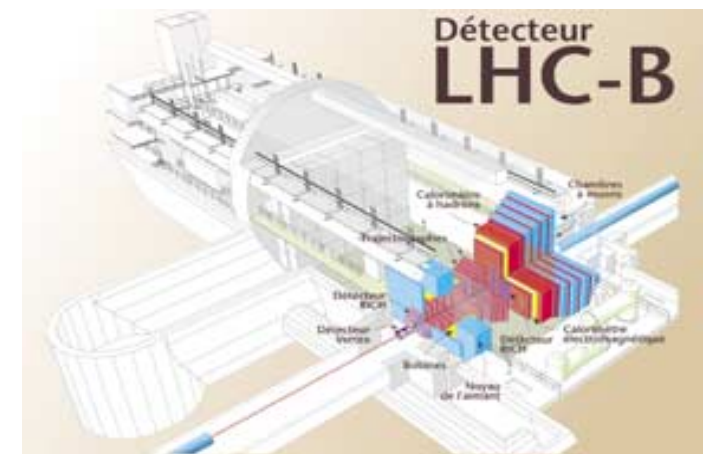 Détecteur
LHC-B
Calorimètre
à hadrons
Chambres
à muons
Trajectographes
Détecteur
RICH
Détecteur
Vertex
Bobines
Noyau
de l'aimant
Détecteur
RICH
Calorimètre
électromagnétique